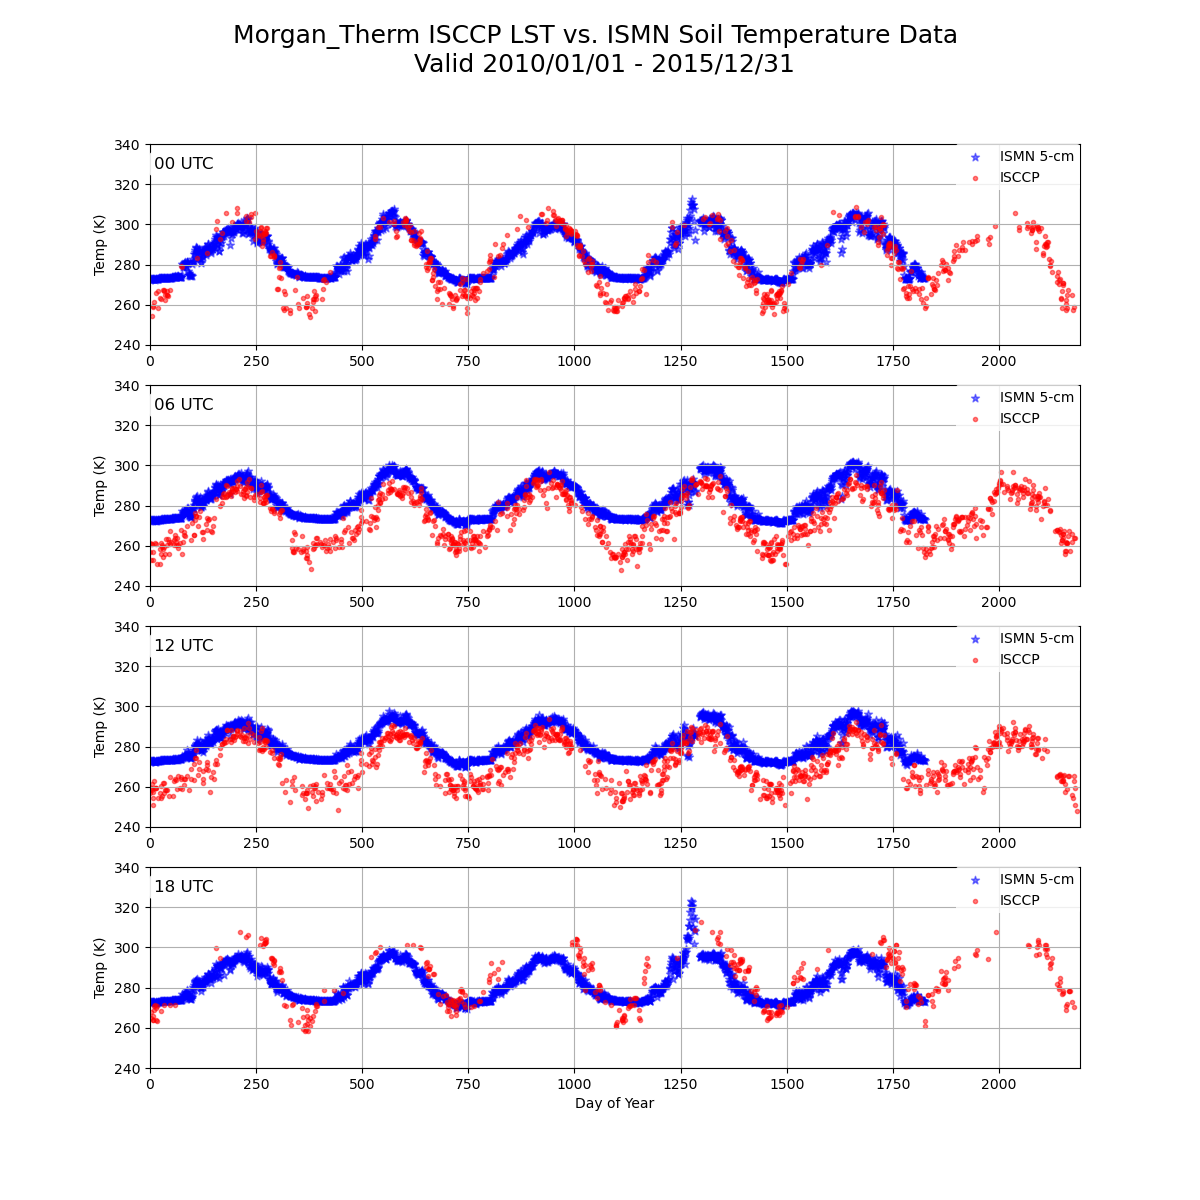 Morgan_Therm ISCCP LST vs. ISMN Soil Temperature Data
Valid 2010/01/01 - 2015/12/31
340
320
300
280
260
240
Temp (K)
00 UTC
ISMN 5-cm
ISCCP
0 250 500 750 1000 1250 1500 1750 2000
340
320
300
280
260
240
Temp (K)
06 UTC
ISMN 5-cm
ISCCP
0 250 500 750 1000 1250 1500 1750 2000
340
320
300
280
260
240
Temp (K)
12 UTC
ISMN 5-cm
ISCCP
0 250 500 750 1000 1250 1500 1750 2000
340
320
300
280
260
240
Temp (K)
18 UTC
ISMN 5-cm
ISCCP
0 250 500 750 1000 1250 1500 1750 2000
Day of Year